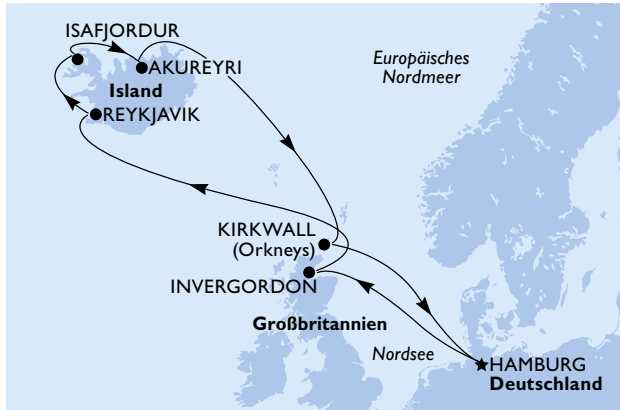 ISAFJORDUR
AKUREYRI
Island
REYKJAVIK
Europäisches
Nordmeer
KIRKWALL
(Orkneys)
INVERGORDON
Großbritannien
Nordsee
HAMBURG
Deutschland